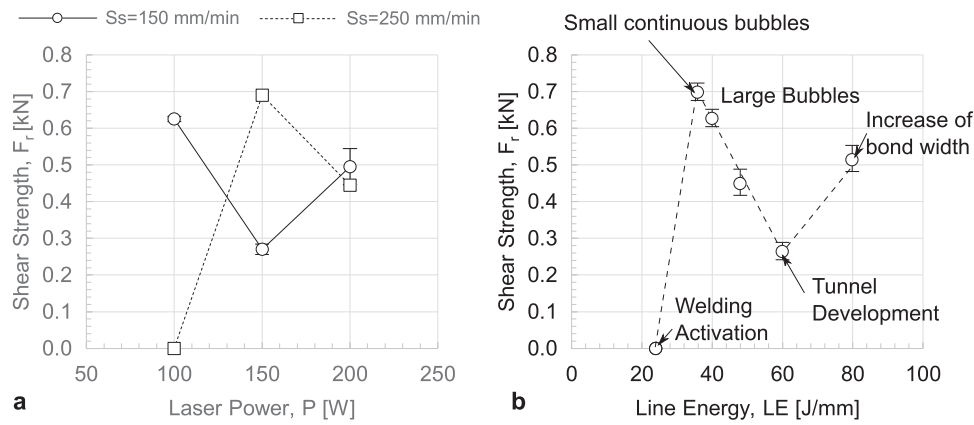 Ss=150 mm/min
Ss=250 mm/min
Shear Strength, Fr [kN]
0.8
0.7
0.6
0.5
0.4
0.3
0.2
0.1
0.0
50
100
150
200
250
Laser Power, P [W]
a
Small continuous bubbles
Shear Strength, Fr [kN]
0.8
0.7
0.6
0.5
0.4
0.3
0.2
0.1
0.0
Large Bubbles
Increase of
bond width
Welding
Activation
Tunnel
Development
0
20
40
60
80
100
Line Energy, LE [J/mm]
b